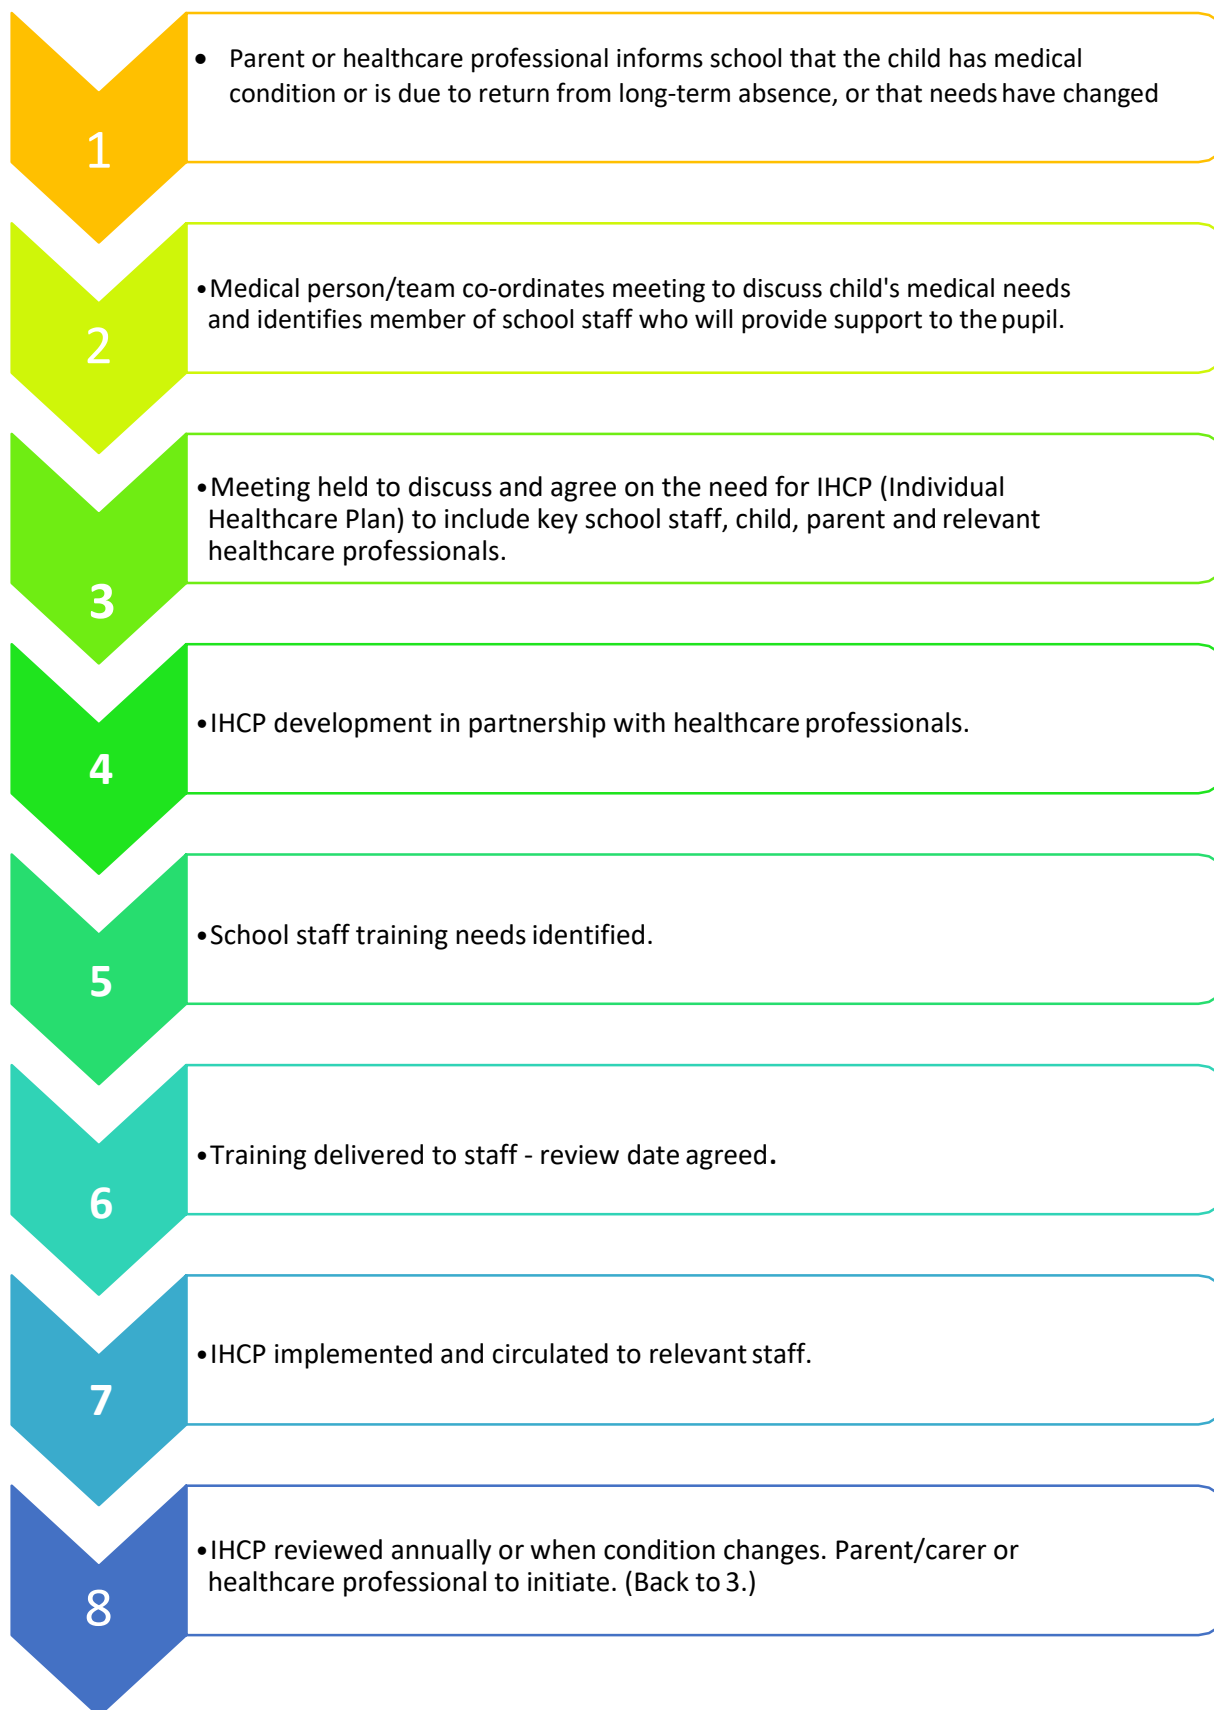 • Parent or healthcare professional informs school that the child has medical
condition or is due to return from long-term absence, or that needs have changed
1
•Medical person/team co-ordinates meeting to discuss child's medical needs
and identifies member of school staff who will provide support to the pupil.
2
•Meeting held to discuss and agree on the need for IHCP (Individual
Healthcare Plan) to include key school staff, child, parent and relevant
healthcare professionals.
3
•IHCP development in partnership with healthcare professionals.
4
•School staff training needs identified.
5
•Training delivered to staff - review date agreed.
6
•IHCP implemented and circulated to relevant staff.
7
•IHCP reviewed annually or when condition changes. Parent/carer or
healthcare professional to initiate. (Back to 3.)
8